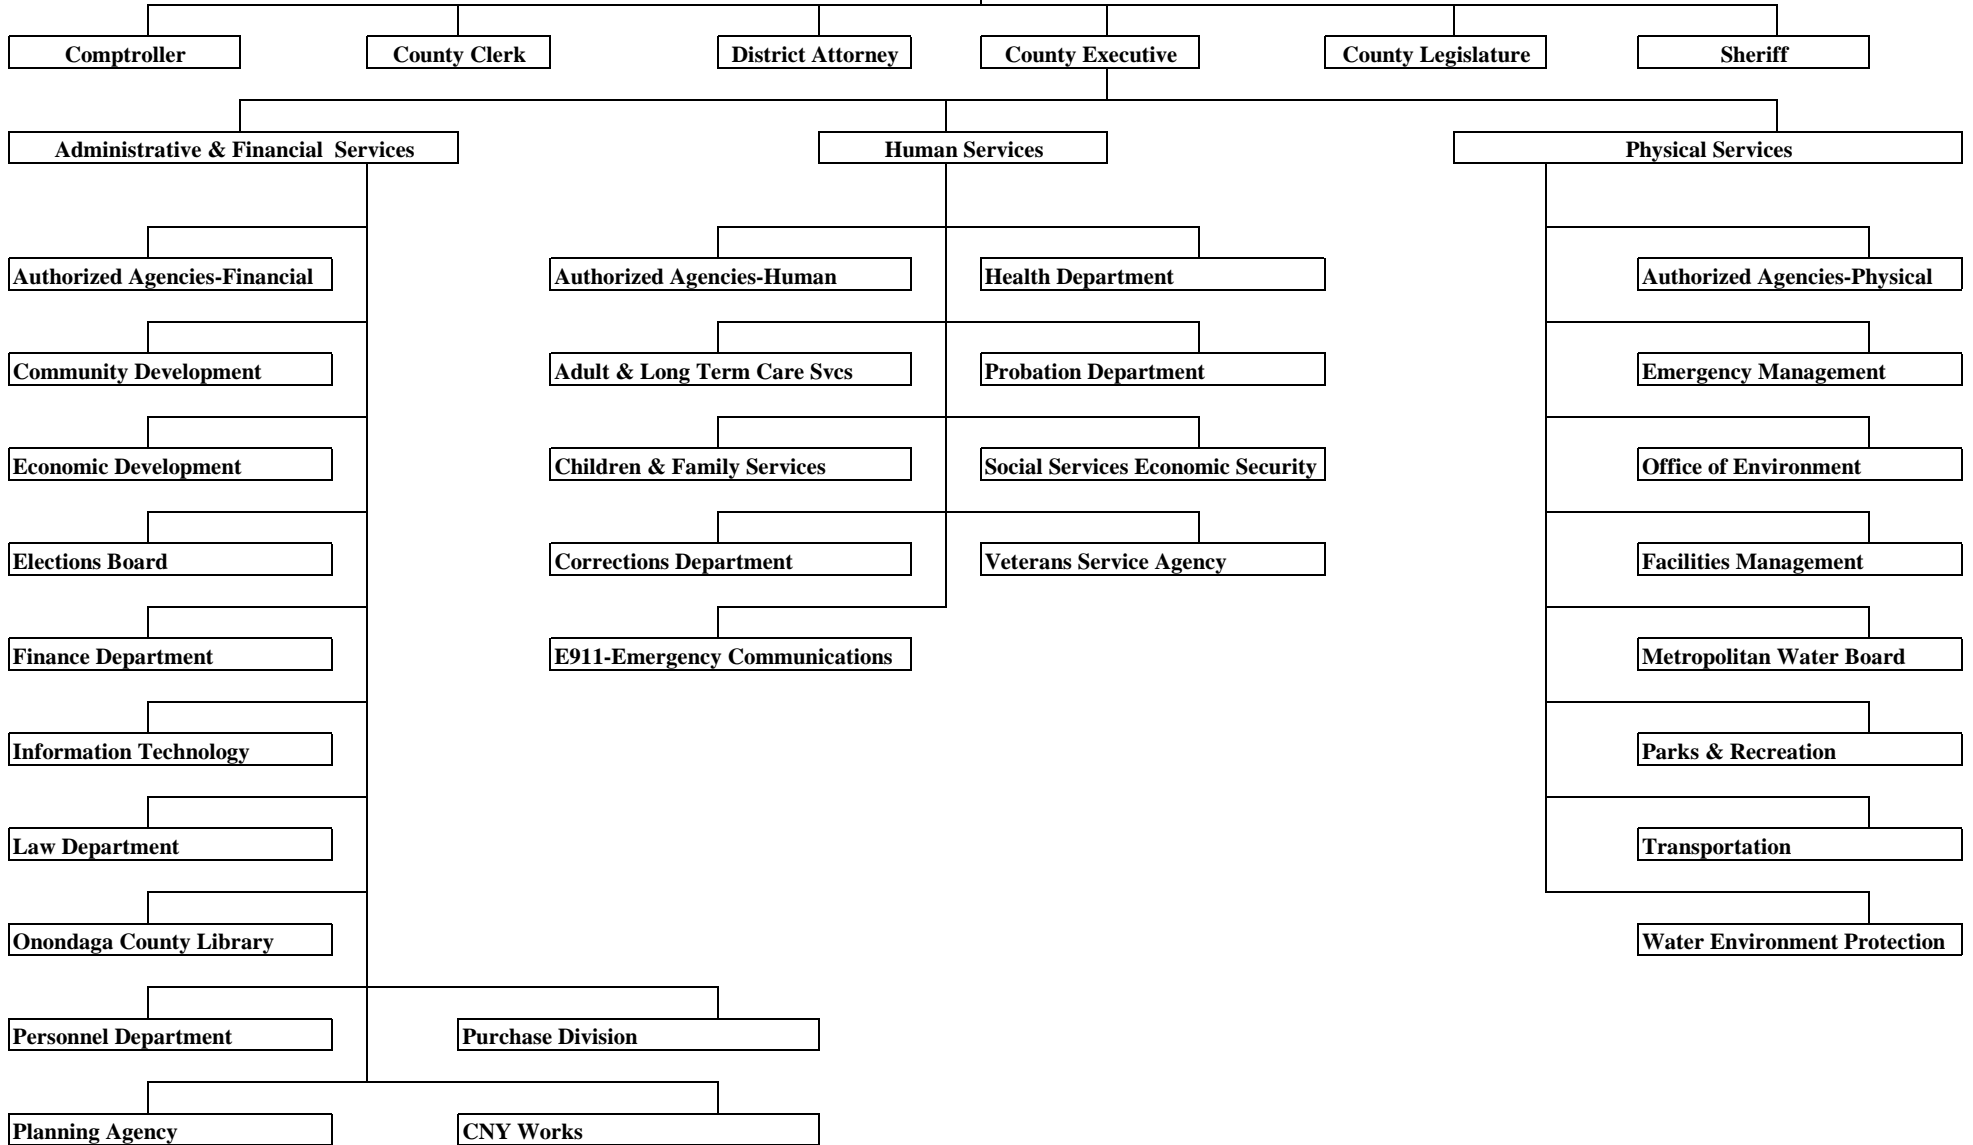 Comptroller
County Clerk
District Attorney
County Executive
County Legislature
Sheriff
Administrative & Financial Services
Human Services
Physical Services
Authorized Agencies-Financial
Authorized Agencies-Human
Health Department
Authorized Agencies-Physical
Community Development
Adult & Long Term Care Svcs
Probation Department
Emergency Management
Economic Development
Children & Family Services
Social Services Economic Security
Office of Environment
Elections Board
Corrections Department
Veterans Service Agency
Facilities Management
Finance Department
E911-Emergency Communications
Metropolitan Water Board
Information Technology
Parks & Recreation
Law Department
Transportation
Onondaga County Library
Water Environment Protection
Personnel Department
Purchase Division
Planning Agency
CNY Works